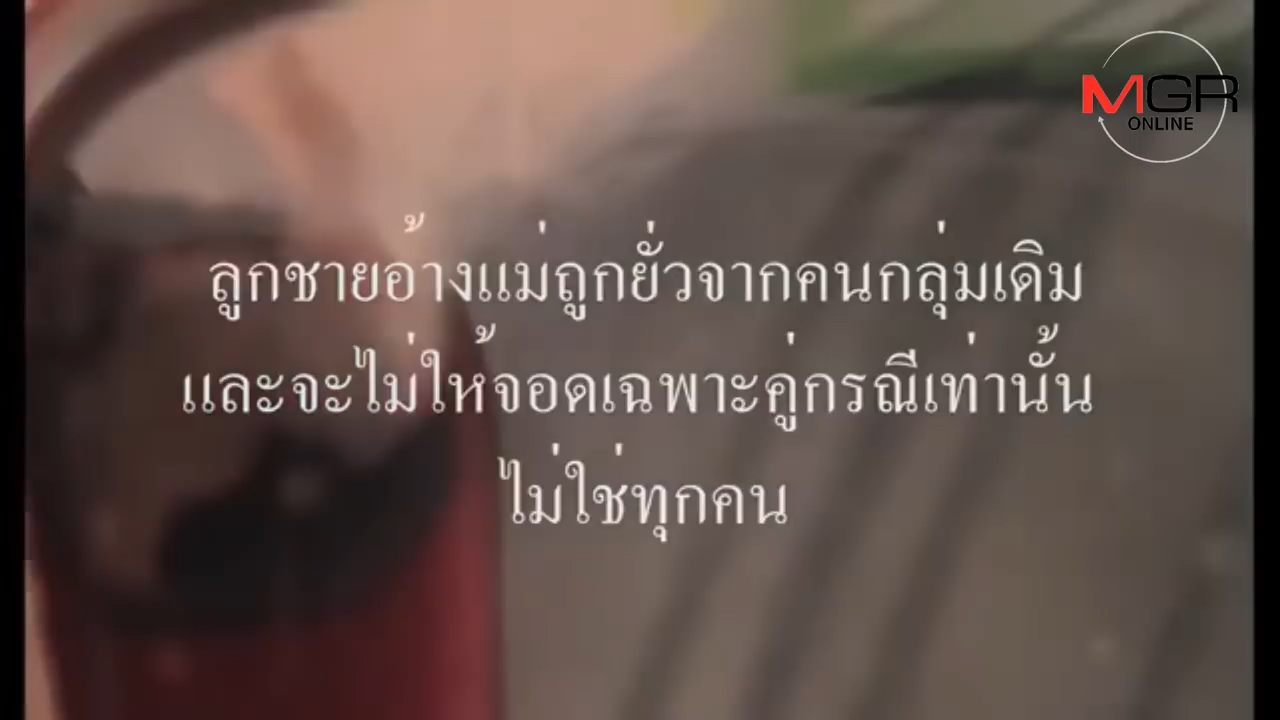 MGR
ONLINE
ลูกชายอ้างแม่ถูกยั่วจากคนกลุ่มเดิม
และจะไม่ให้จอดเฉพาะคู่กรณีเท่านั้น
ไม่ใช่ทุกคน